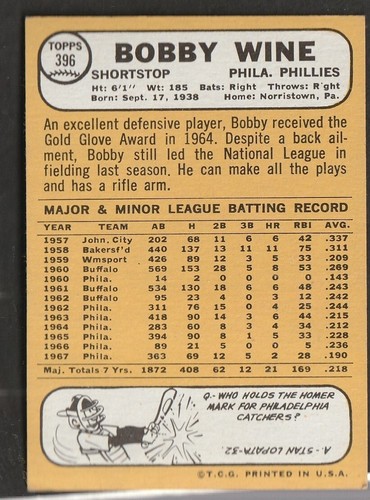 TOPPS
396
BOBBY WINE
SHORTSTOP PHILA. PHILLIES
Ht: 6'1" Wt: 185 Bats: Right Throws: R'ght
Born: Sept. 17, 1938 Home: Norristown, Pa.
An excellent defensive player, Bobby received the
Gold Glove Award in 1964. Despite a back ail-
ment, Bobby still led the National League in
fielding last season. He can make all the plays
and has a rifle arm.
MAJOR & MINOR LEAGUE BATTING RECORD
YEAR TEAM AB H 2B 3B HR RBI AVG.
1957 John. City 202 68 11 6 6 42 .337
1958 Bakersf'd 440 137 13 11 11 75 .311
1959 Wmsport 426 89 12 3 5 33 .209
1960 Buffalo 569 153 28 5 8 53 .269
1960 Phila. 14 2 0 0 0 0 .143
1961 Buffalo 534 130 18 6 6 48 .243
1962 Buffalo 95 23 4 0 3 12 .242
1962 Phila. 311 76 15 0 4 25 .244
1963 Phila. 418 90 14 3 6 44 .215
1964 Phila. 283 60 8 3 4 34 .212
1965 Phila. 394 90 8 1 5 33 .228
1966 Phila. 89 21 5 0 0 5 .236
1967 Phila. 363 69 12 5 2 28 .190
Maj. Totals 7 Yrs. 1872 408 62 12 21 169 .218
Q.- WHO HOLDS THE HOMER
MARK FOR PHILADELPHIA
CATCHERS?
A.- STAN LOPATA-32.
©T.C.G. PRINTED IN U.S.A.